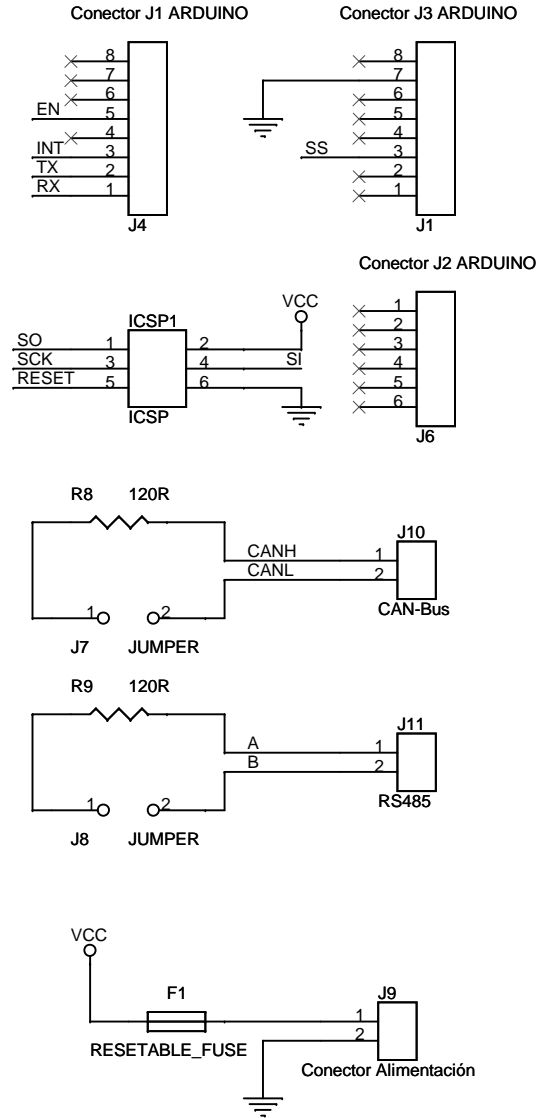 Conector J1 ARDUINO
8
7
6
EN 5
4
INT 3
TX 2
RX 1
J4
Conector J3 ARDUINO
8
7
6
5
4
SS 3
2
1
J1
ICSP1
VCC
SO 1 2
SCK 3 4 SI
RESET 5 6
ICSP
Conector J2 ARDUINO
1
2
3
4
5
6
J6
R8 120R
J10
CANH 1
CANL 2
CAN-Bus
1 2
J7 JUMPER
R9 120R
J11
A 1
B 2
RS485
1 2
J8 JUMPER
VCC
F1
J9
1
2
RESETABLE_FUSE
Conector Alimentación